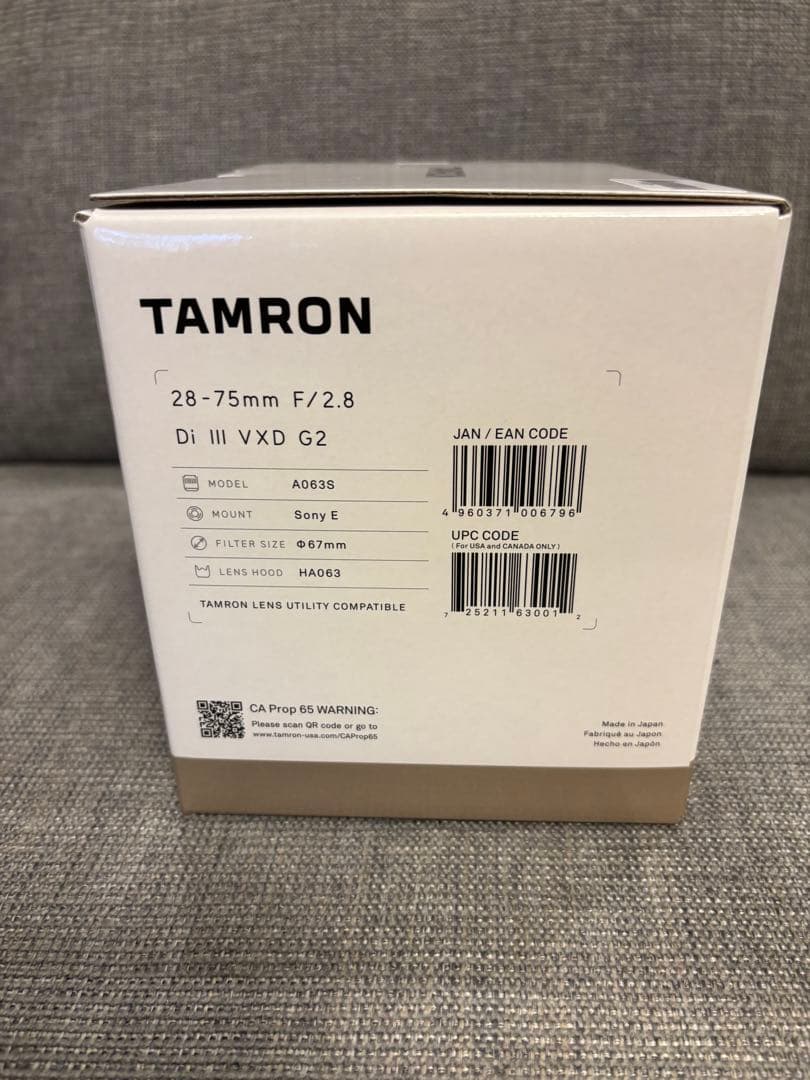 TAMRON
28-75mm F/2.8
Di III VXD G2
MODEL A063S
MOUNT Sony E
FILTER SIZE Φ67mm
LENS HOOD HA063
TAMRON LENS UTILITY COMPATIBLE
JAN / EAN CODE
4 960371 006796
UPC CODE
(For USA and CANADA ONLY)
7 25211 63001 2
CA Prop 65 WARNING:
Please scan QR code or go to
www.tamron-usa.com/CAProp65
Made in Japan
Fabriqué au Japon
Hecho en Japón